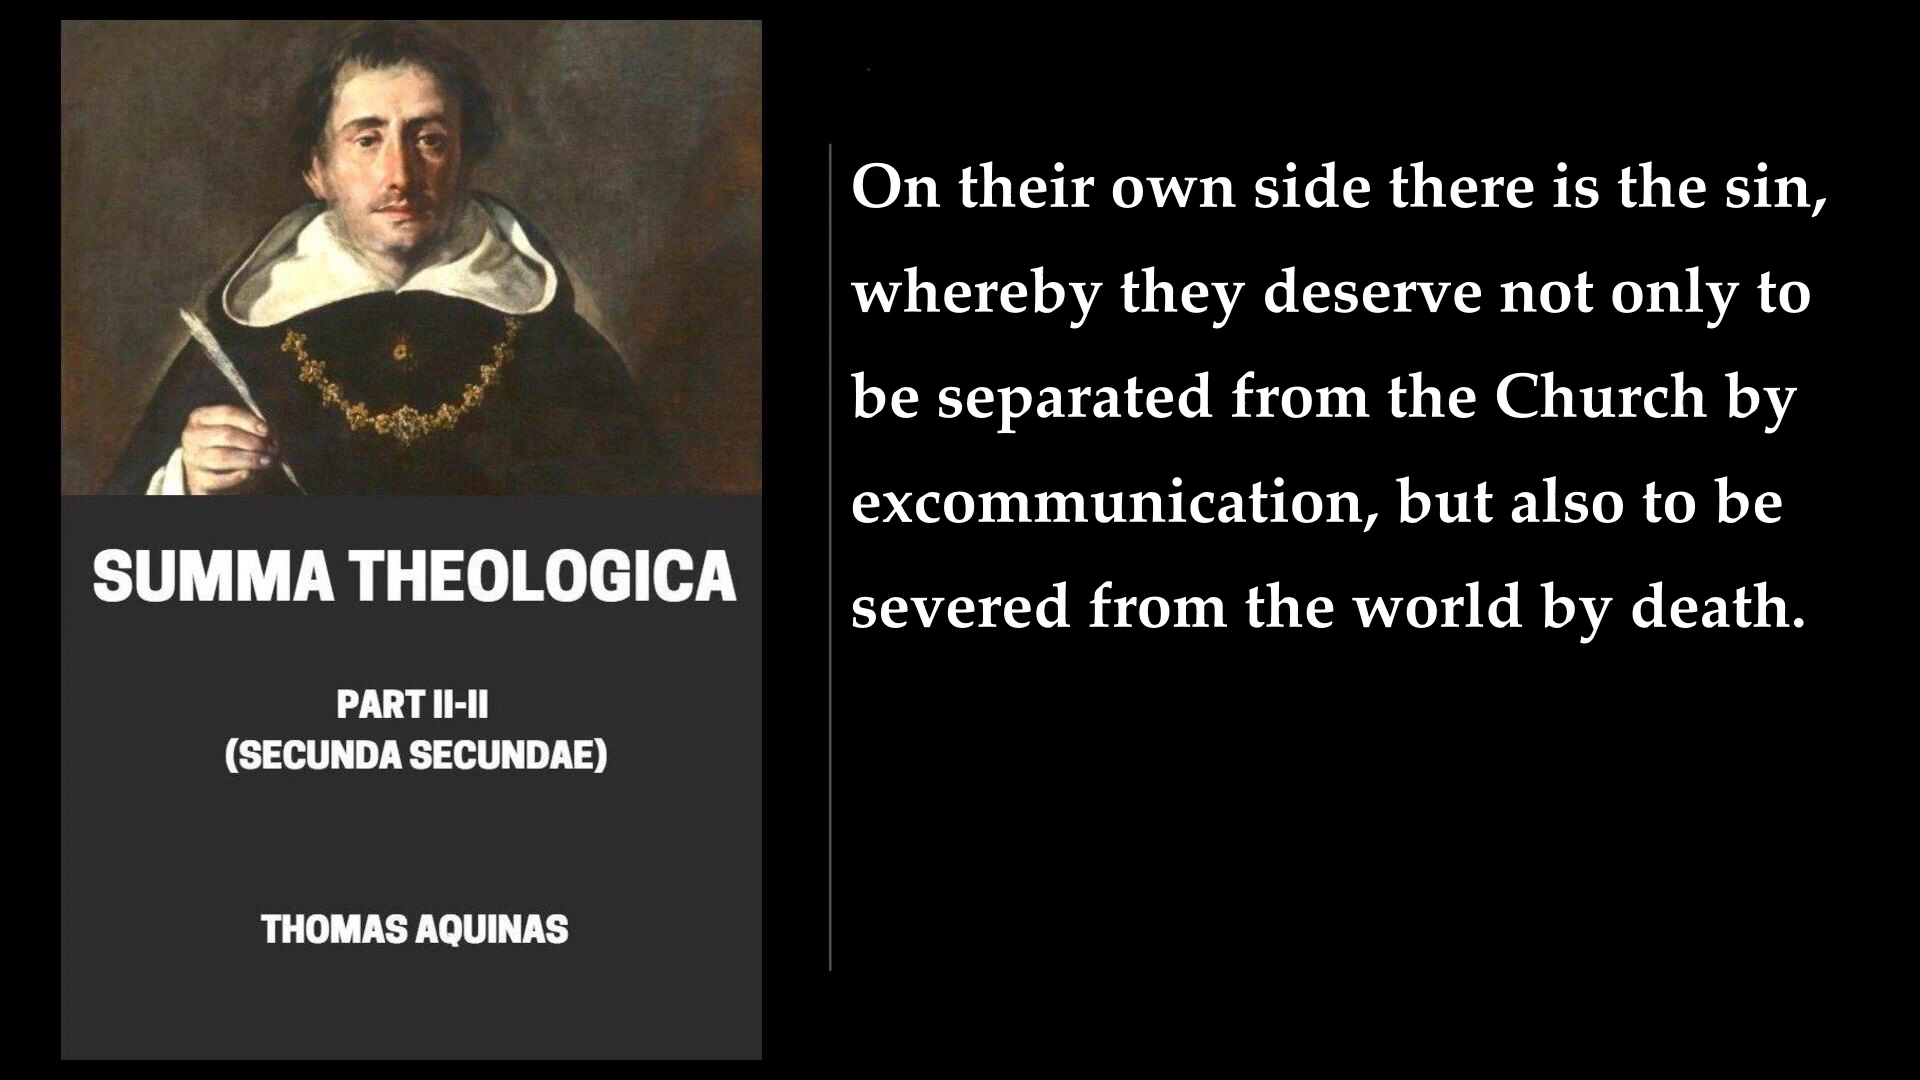 SUMMA THEOLOGICA
PART II-II
(SECUNDA SECUNDAE)
THOMAS AQUINAS
On their own side there is the sin,
whereby they deserve not only to
be separated from the Church by
excommunication, but also to be
severed from the world by death.